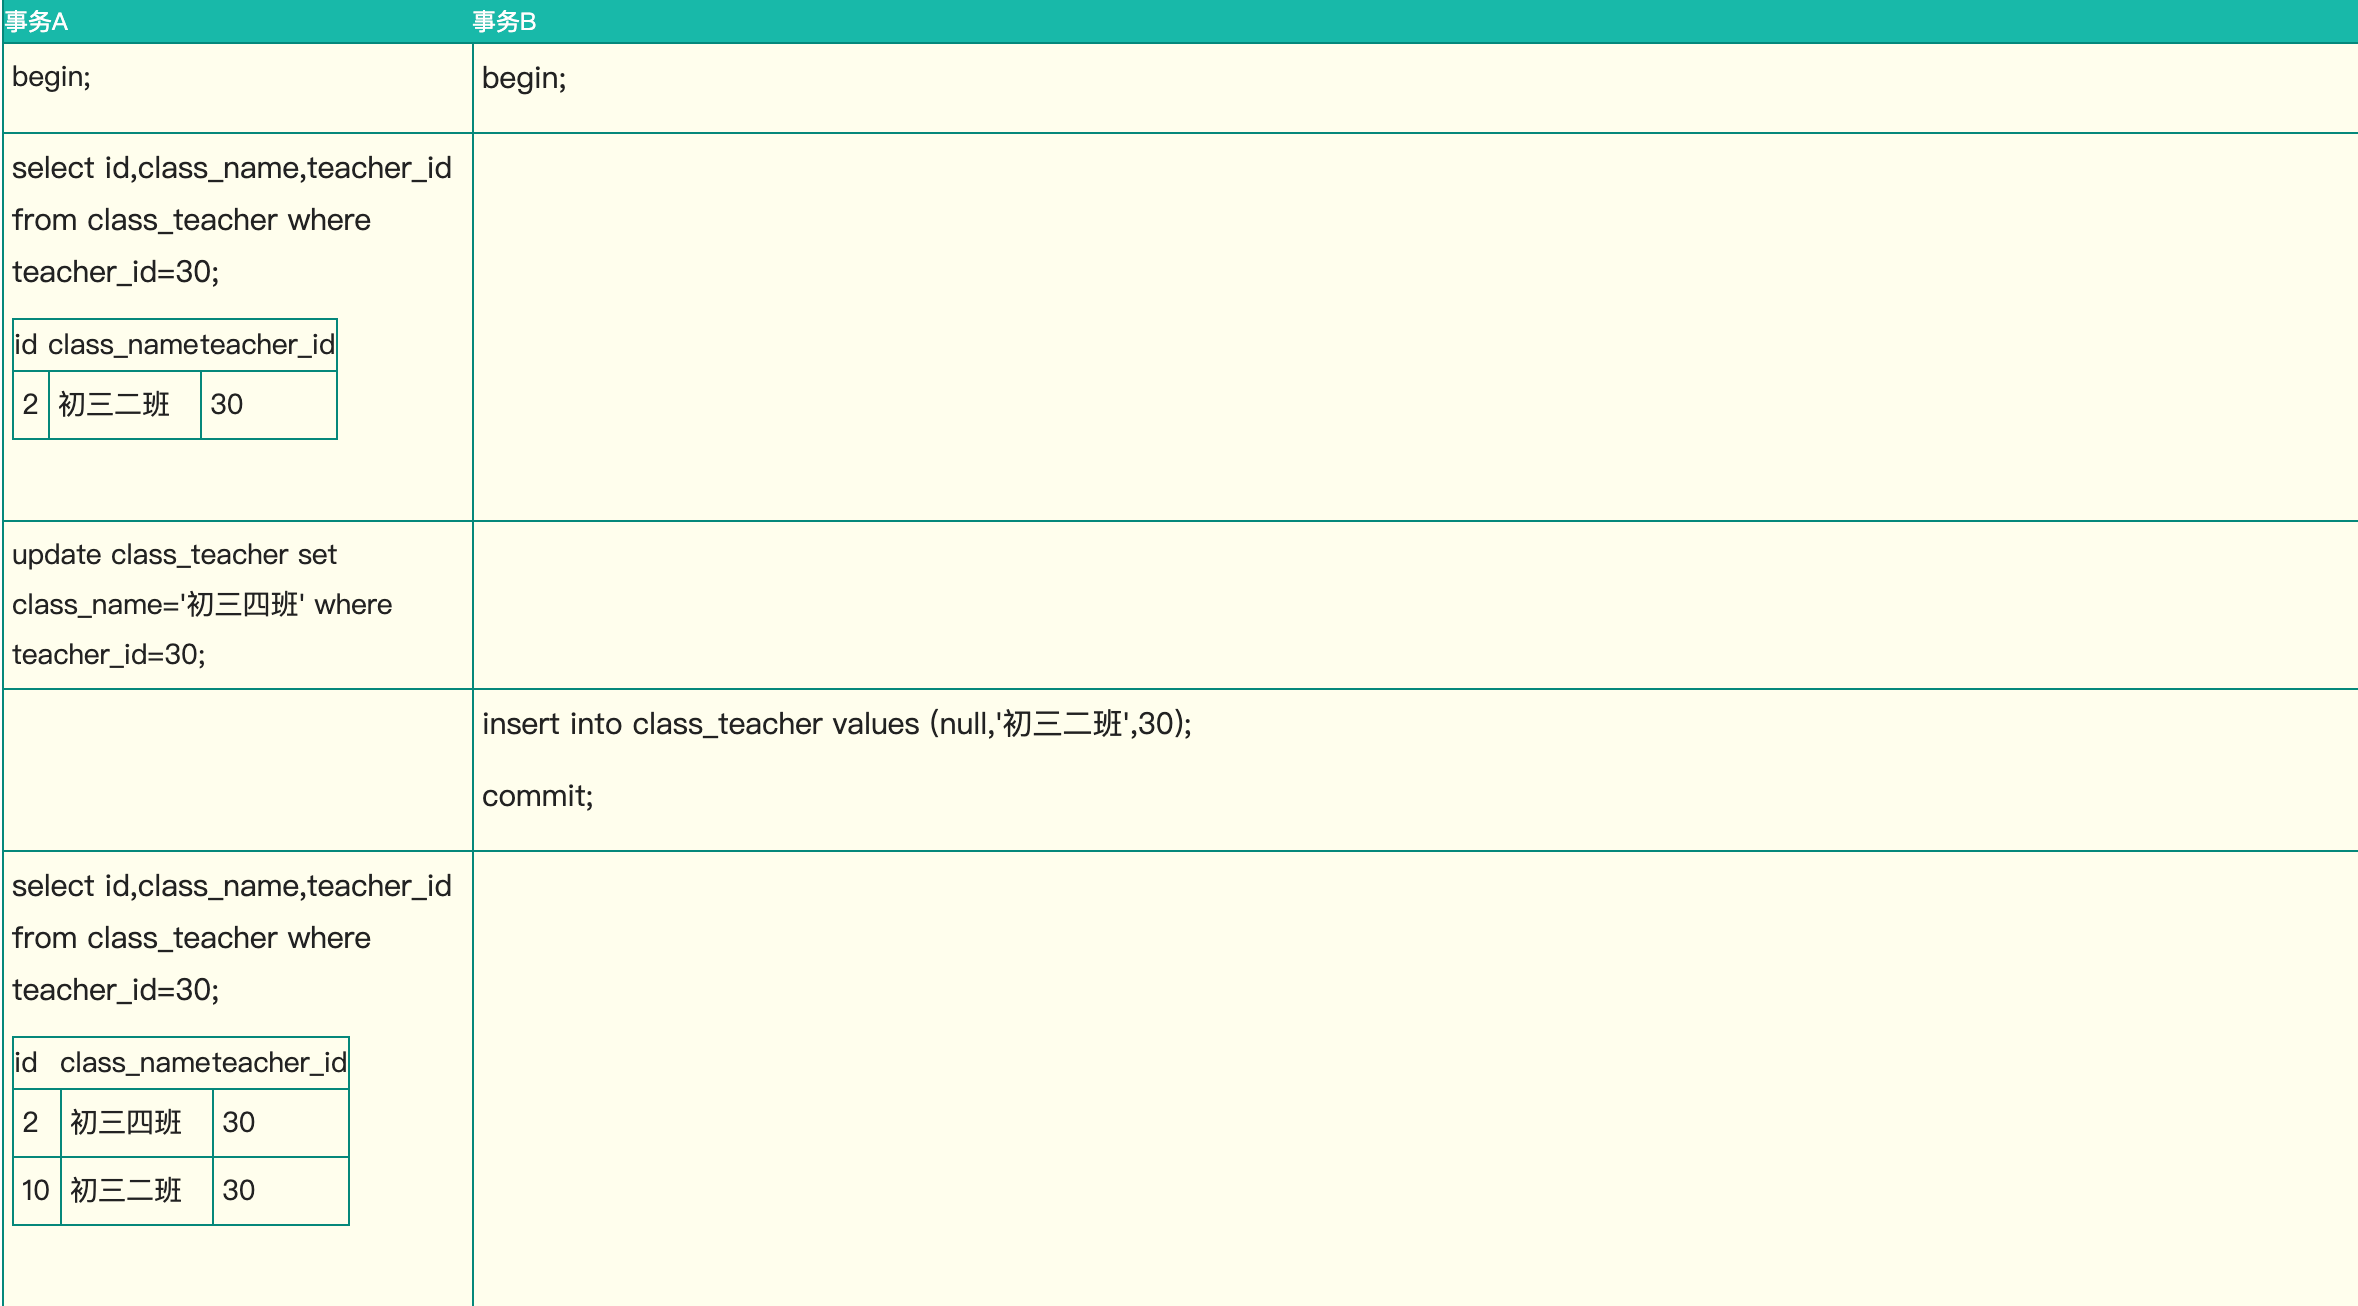 事务A 事务B
begin; begin;
select id,class_name,teacher_id
from class_teacher where
teacher_id=30;
id class_name teacher_id
2 初三二班 30
update class_teacher set
class_name='初三四班' where
teacher_id=30;
insert into class_teacher values (null,'初三二班',30);
commit;
select id,class_name,teacher_id
from class_teacher where
teacher_id=30;
id class_name teacher_id
2 初三四班 30
10 初三二班 30